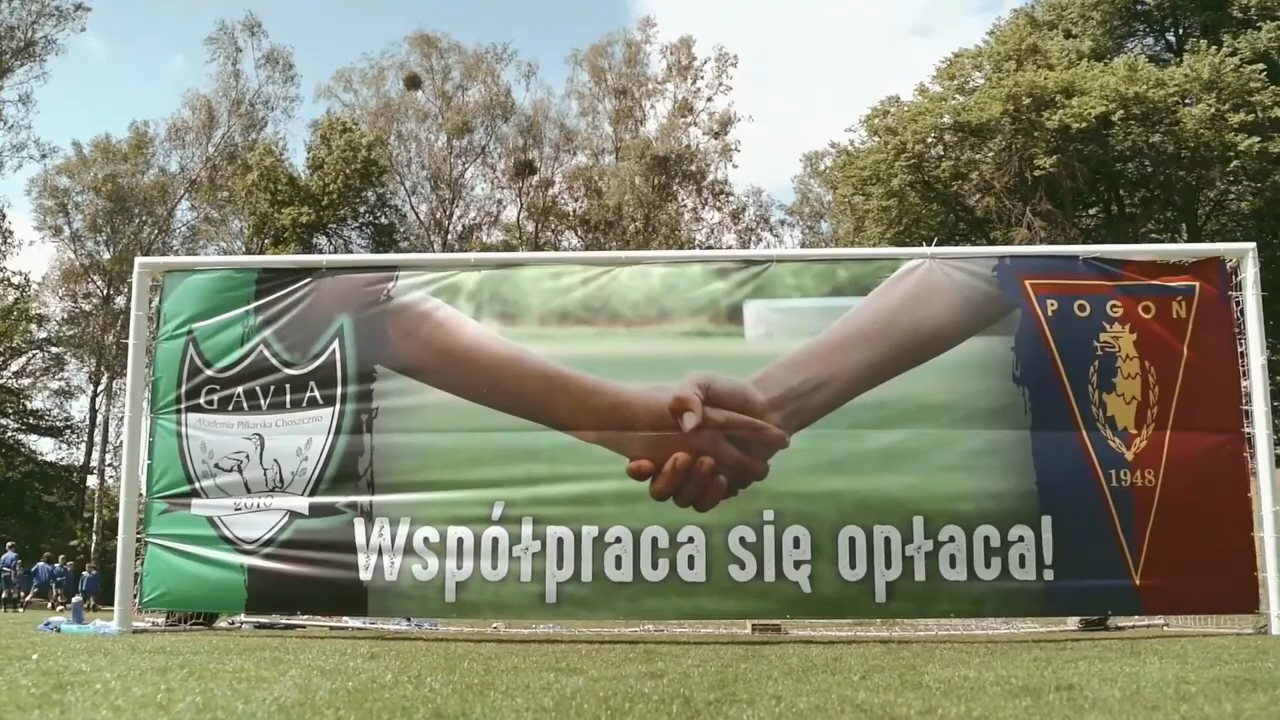 GAVIA
Akademia Piłkarska Choszczno
2010
Współpraca się opłaca!
POGOŃ
1948